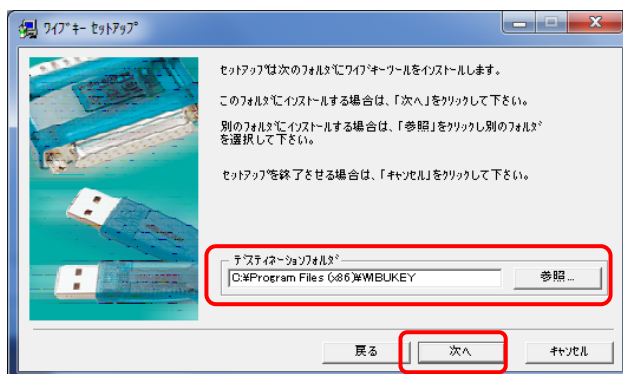 ワイブキー セットアップ
セットアップは次のフォルダにワイブキーツールをインストールします。
このフォルダにインストールする場合は、「次へ」をクリックして下さい。
別のフォルダにインストールする場合は、「参照」をクリックし別のフォルダ
を選択して下さい。
セットアップを終了させる場合は、「キャンセル」をクリックして下さい。
デスティネーションフォルダ
C:¥Program Files (x86)¥WIBUKEY
参照...
戻る
次へ
キャンセル